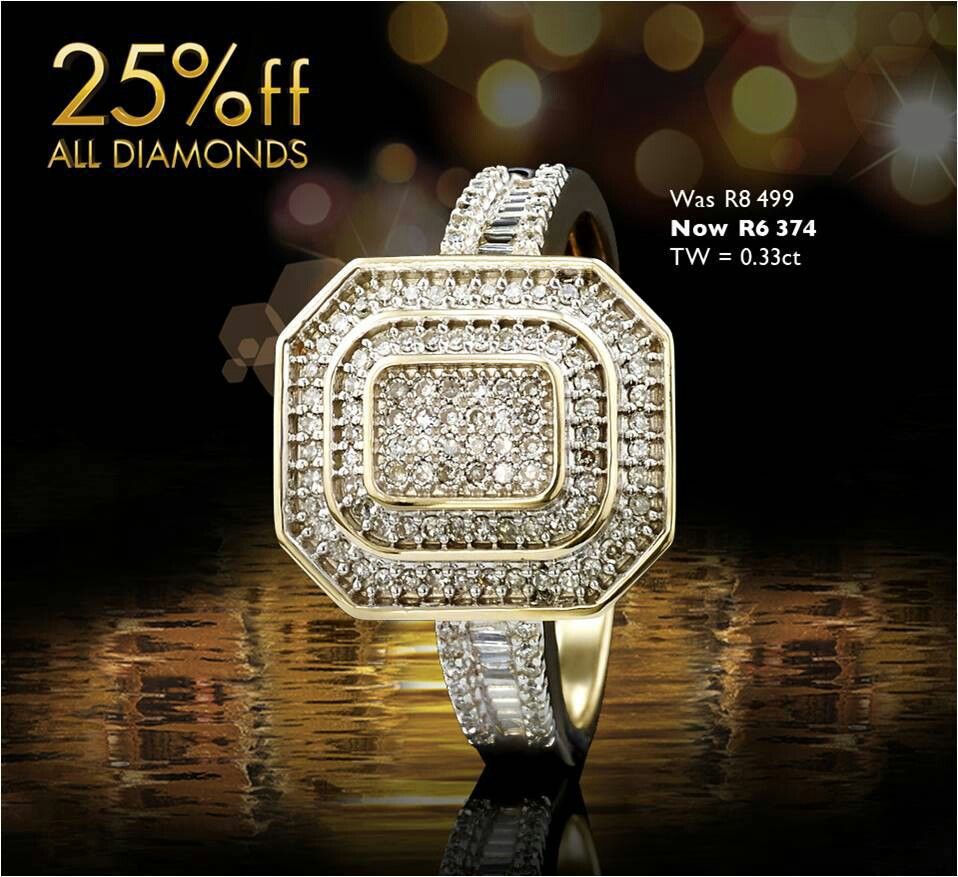 25%off
ALL DIAMONDS
Was R8 499
Now R6 374
TW = 0.33ct